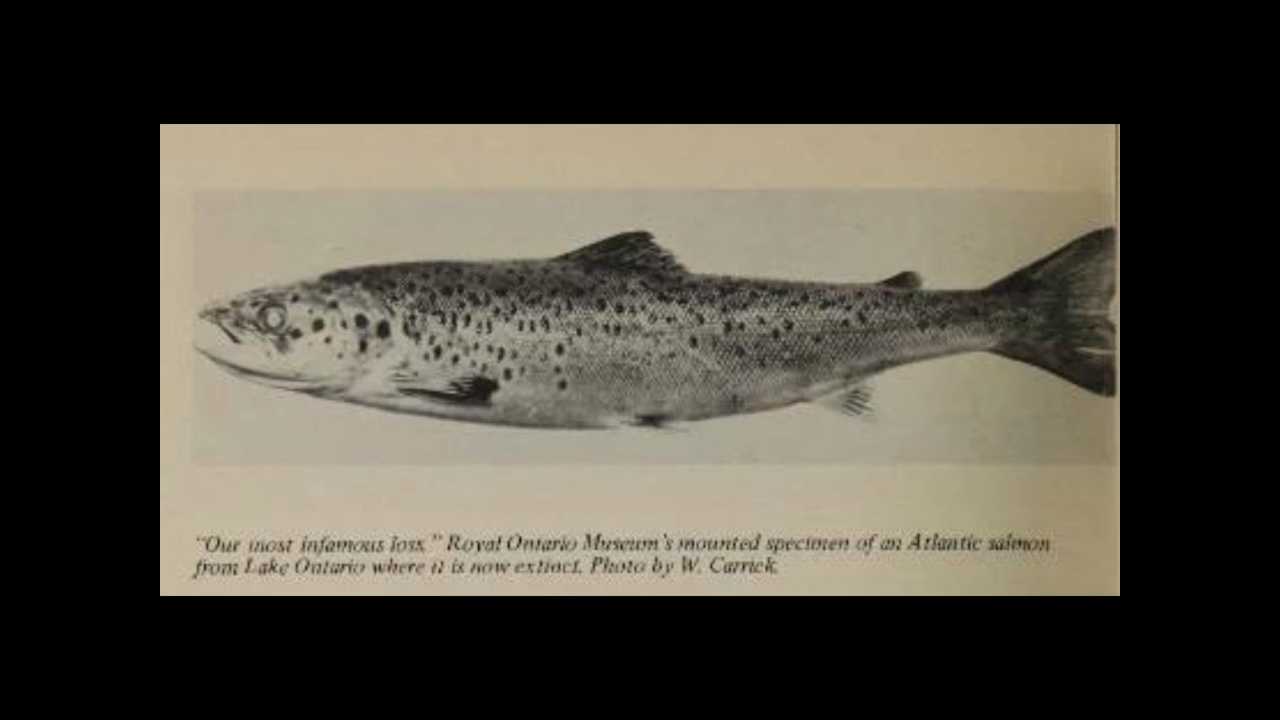 "Our most infamous loss." Royal Ontario Museum's mounted specimen of an Atlantic salmon
from Lake Ontario where it is now extinct. Photo by W. Carrick.